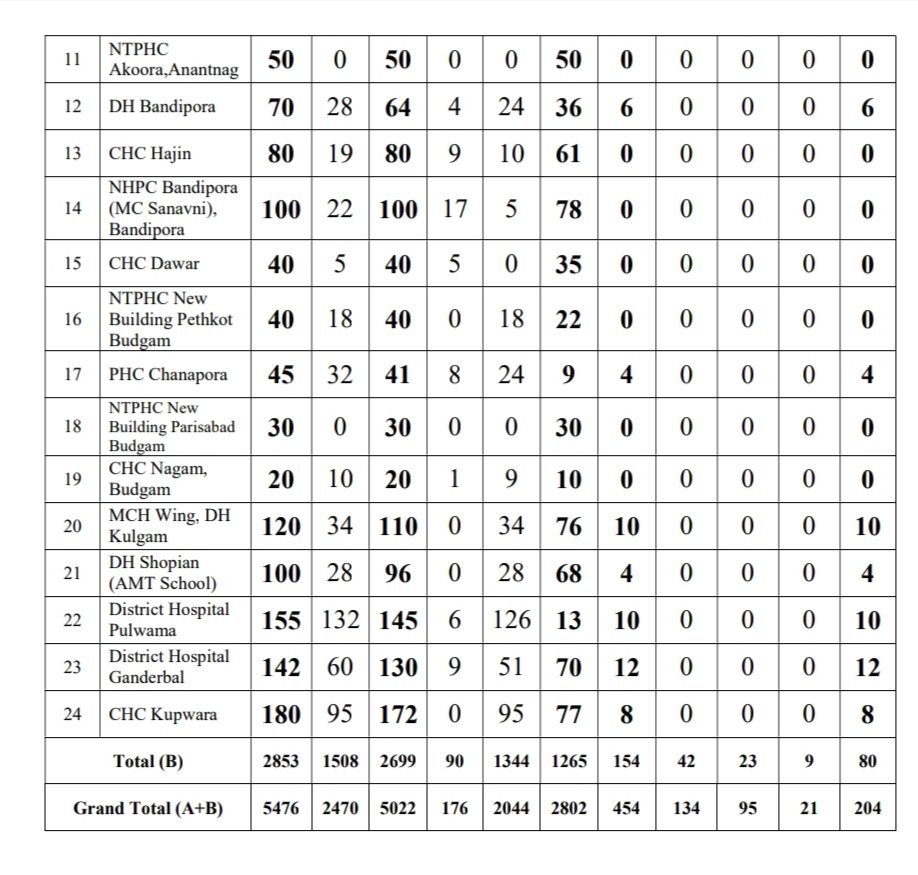 11 NTPHC Akoora,Anantnag 50 0 50 0 0 50 0 0 0 0 0
12 DH Bandipora 70 28 64 4 24 36 6 0 0 0 6
13 CHC Hajin 80 19 80 9 10 61 0 0 0 0 0
14 NHPC Bandipora (MC Sanavni), Bandipora 100 22 100 17 5 78 0 0 0 0 0
15 CHC Dawar 40 5 40 5 0 35 0 0 0 0 0
16 NTPHC New Building Pethkot Budgam 40 18 40 0 18 22 0 0 0 0 0
17 PHC Chanapora 45 32 41 8 24 9 4 0 0 0 4
18 NTPHC New Building Parisabad Budgam 30 0 30 0 0 30 0 0 0 0 0
19 CHC Nagam, Budgam 20 10 20 1 9 10 0 0 0 0 0
20 MCH Wing, DH Kulgam 120 34 110 0 34 76 10 0 0 0 10
21 DH Shopian (AMT School) 100 28 96 0 28 68 4 0 0 0 4
22 District Hospital Pulwama 155 132 145 6 126 13 10 0 0 0 10
23 District Hospital Ganderbal 142 60 130 9 51 70 12 0 0 0 12
24 CHC Kupwara 180 95 172 0 95 77 8 0 0 0 8
Total (B) 2853 1508 2699 90 1344 1265 154 42 23 9 80
Grand Total (A+B) 5476 2470 5022 176 2044 2802 454 134 95 21 204